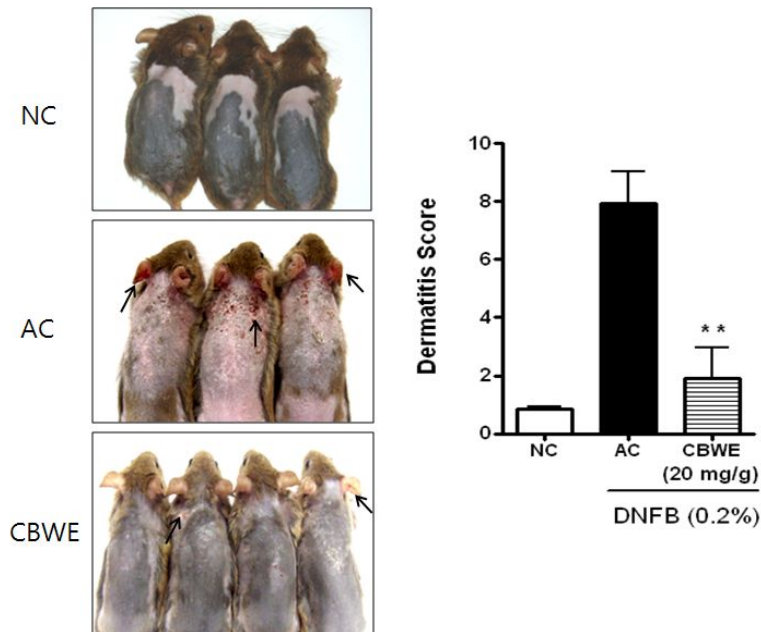 NC
AC
CBWE
Dermatitis Score
10
8
6
4
2
0
* *
NC
AC
CBWE
(20 mg/g)
DNFB (0.2%)